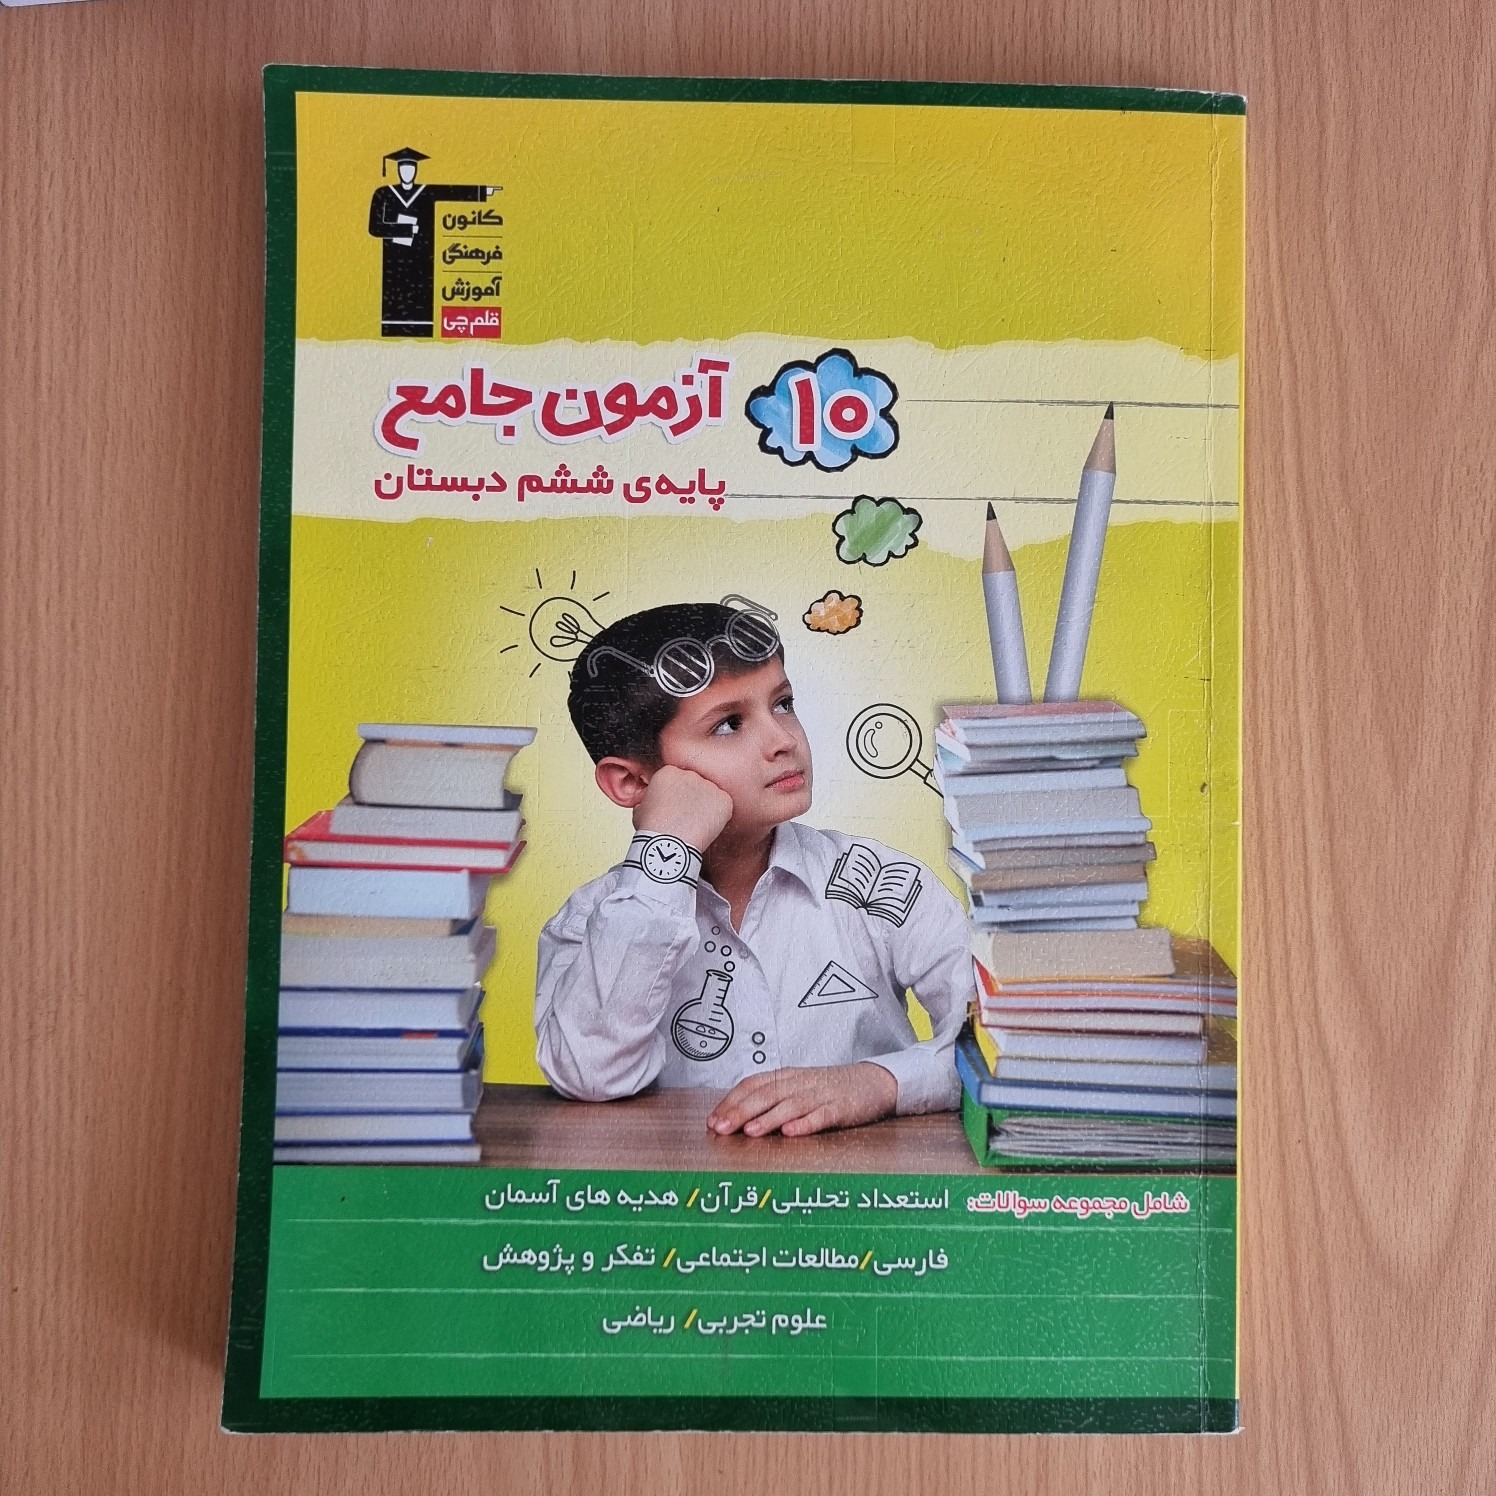 کانون
فرهنگی
آموزش
قلم‌چی
۱۰ آزمون جامع
پایه‌ی ششم دبستان
شامل مجموعه سوالات: استعداد تحلیلی/ قرآن/ هدیه های آسمان
فارسی/ مطالعات اجتماعی/ تفکر و پژوهش
علوم تجربی/ ریاضی